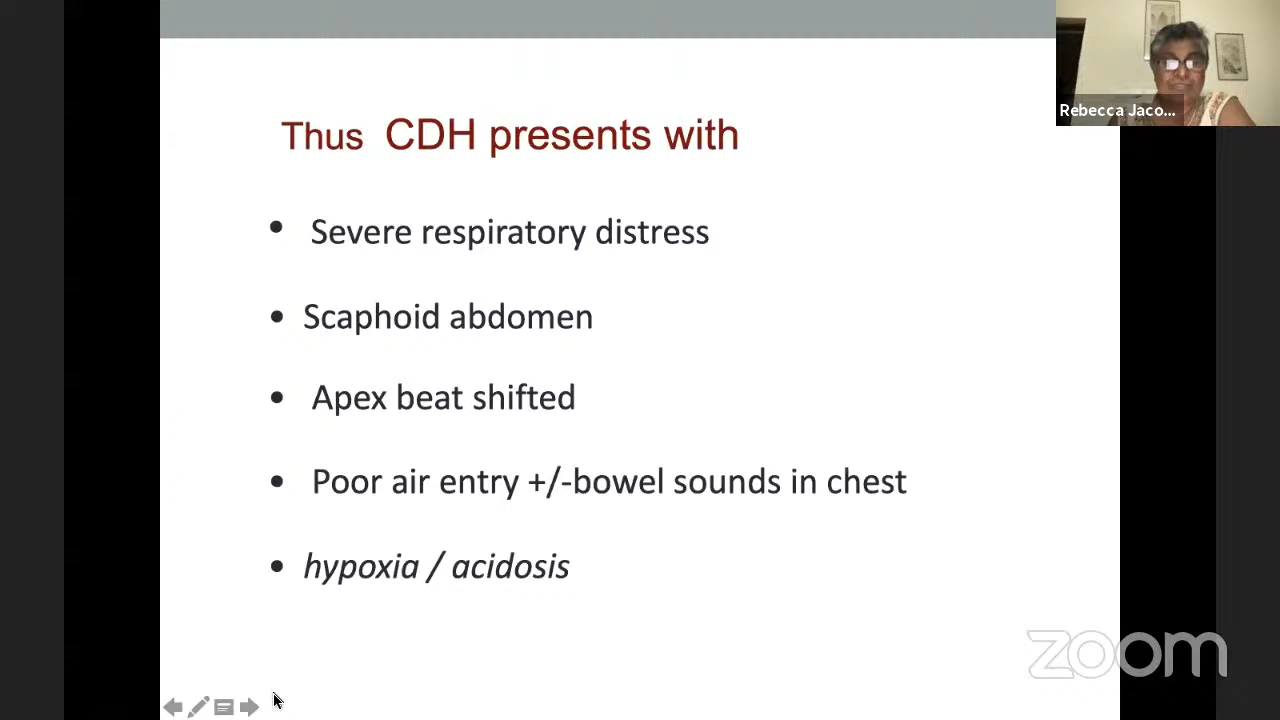 Rebecca Jaco...
Thus CDH presents with
• Severe respiratory distress
• Scaphoid abdomen
• Apex beat shifted
• Poor air entry +/-bowel sounds in chest
• hypoxia / acidosis
zoom